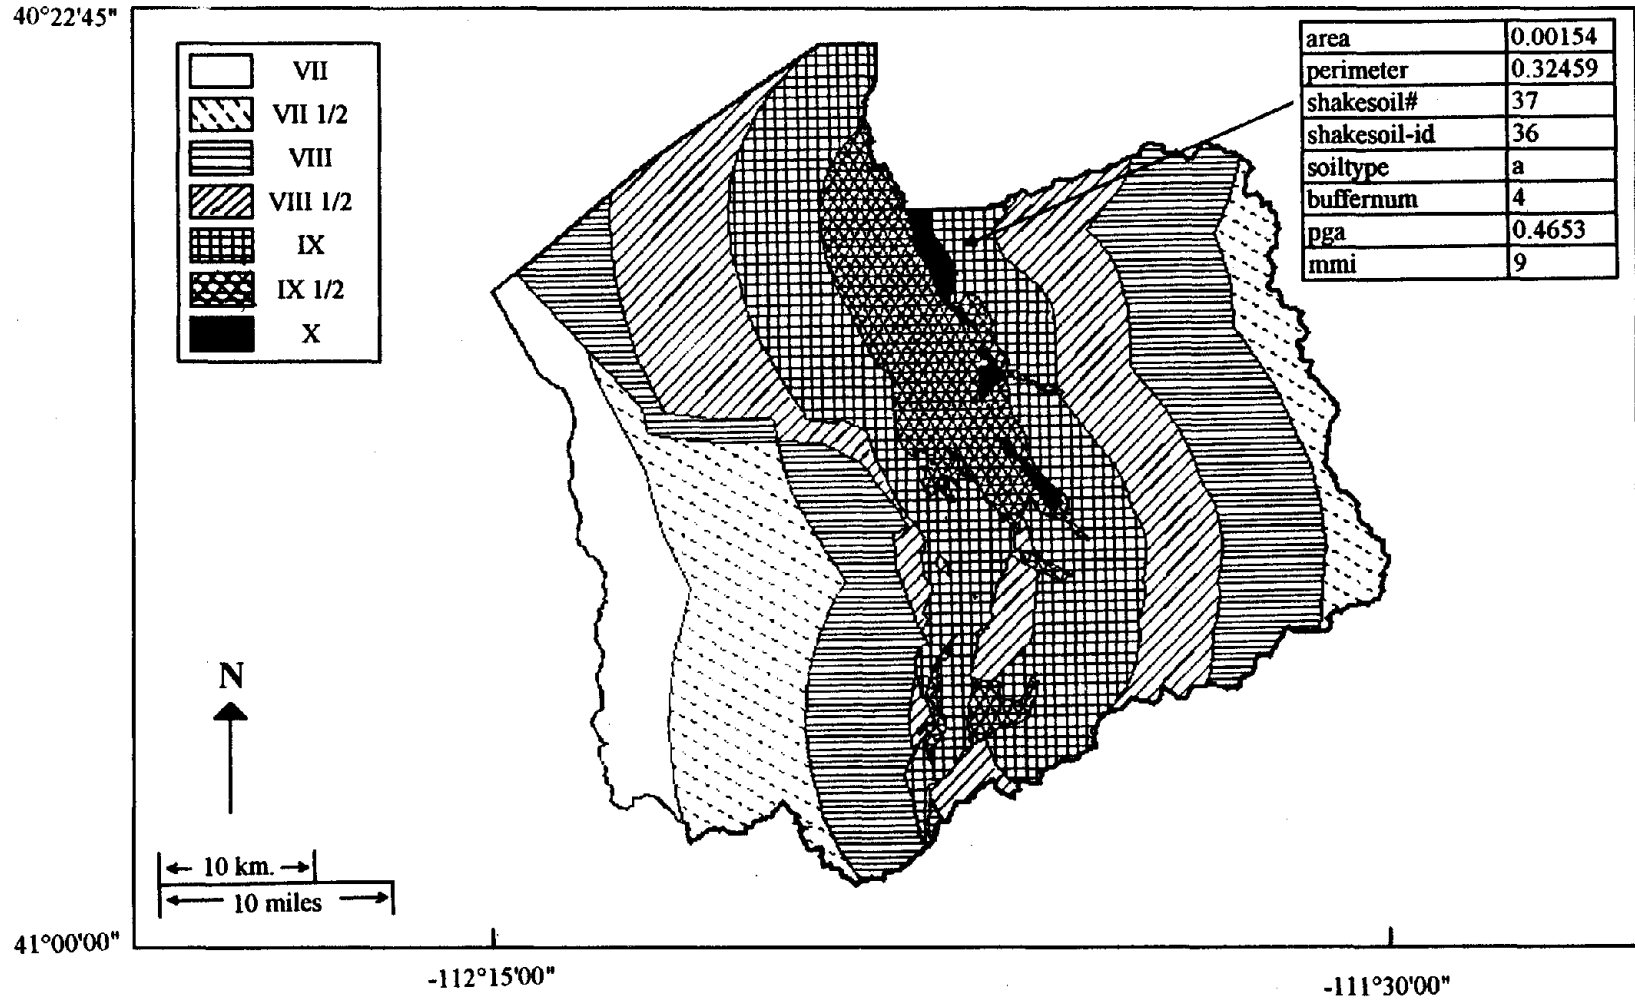 40°22'45"
VII
VII 1/2
VIII
VIII 1/2
IX
IX 1/2
X
area 0.00154
perimeter 0.32459
shakesoil# 37
shakesoil-id 36
soiltype a
buffernum 4
pga 0.4653
mmi 9
N
10 km.
10 miles
41°00'00"
-112°15'00"
-111°30'00"